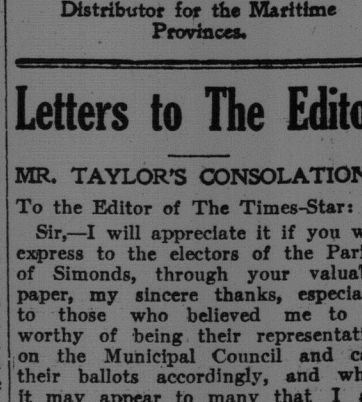 Distributor for the Maritime
Provinces.
Letters to The Edito
MR. TAYLOR'S CONSOLATION
To the Editor of The Times-Star:
Sir,—I will appreciate it if you w
express to the electors of the Pari
of Simonds, through your valua
paper, my sincere thanks, especia
to those who believed me to
worthy of being their representati
on the Municipal Council and ca
their ballots accordingly, and wh
it may appear to many that I